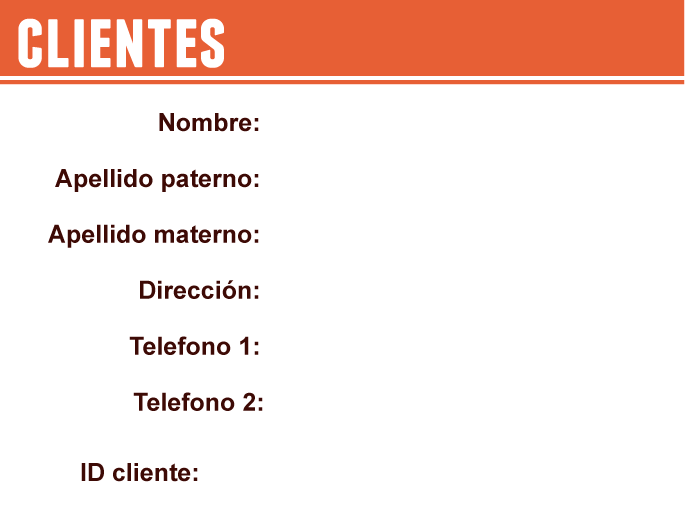 CLIENTES
Nombre:
Apellido paterno:
Apellido materno:
Dirección:
Telefono 1:
Telefono 2:
ID cliente: